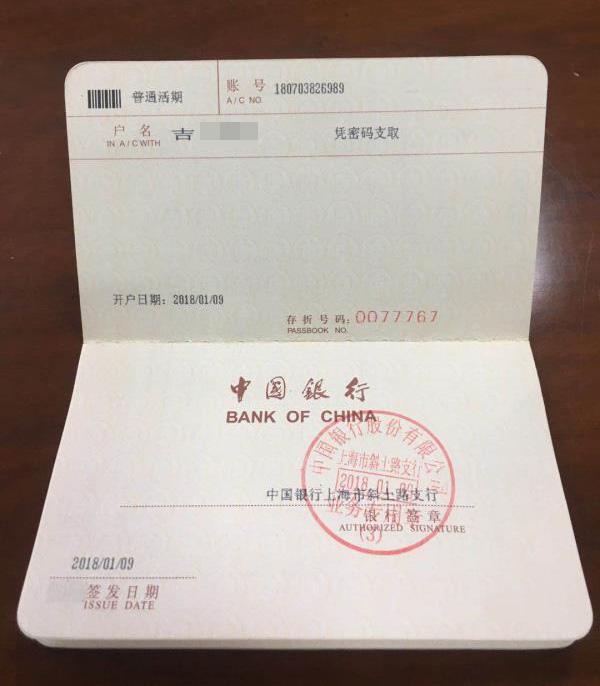 普通活期
账号 180703826989
A/C NO.
户名 吉 凭密码支取
IN A/C WITH
开户日期：2018/01/09
存折号码：0077767
PASSBOOK NO.
中国银行
BANK OF CHINA
中国银行股份有限公司
上海市斜土路支行
2018.01.09
中国银行上海市斜土路支行
银行签章
AUTHORIZED SIGNATURE
(3)
2018/01/09
签发日期
ISSUE DATE